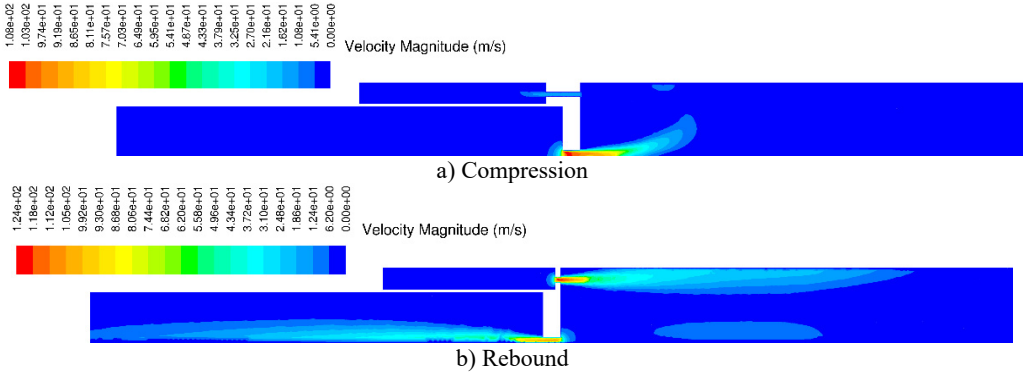 1.08e+02
1.03e+02
9.74e+01
9.19e+01
8.65e+01
8.11e+01
7.57e+01
7.03e+01
6.49e+01
5.95e+01
5.41e+01
4.87e+01
4.33e+01
3.79e+01
3.25e+01
2.70e+01
2.16e+01
1.62e+01
1.08e+01
5.41e+00
0.00e+00
Velocity Magnitude (m/s)
a) Compression
1.24e+02
1.18e+02
1.12e+02
1.05e+02
9.92e+01
9.30e+01
8.68e+01
8.06e+01
7.44e+01
6.82e+01
6.20e+01
5.58e+01
4.96e+01
4.34e+01
3.72e+01
3.10e+01
2.48e+01
1.86e+01
1.24e+01
6.20e+00
0.00e+00
Velocity Magnitude (m/s)
b) Rebound